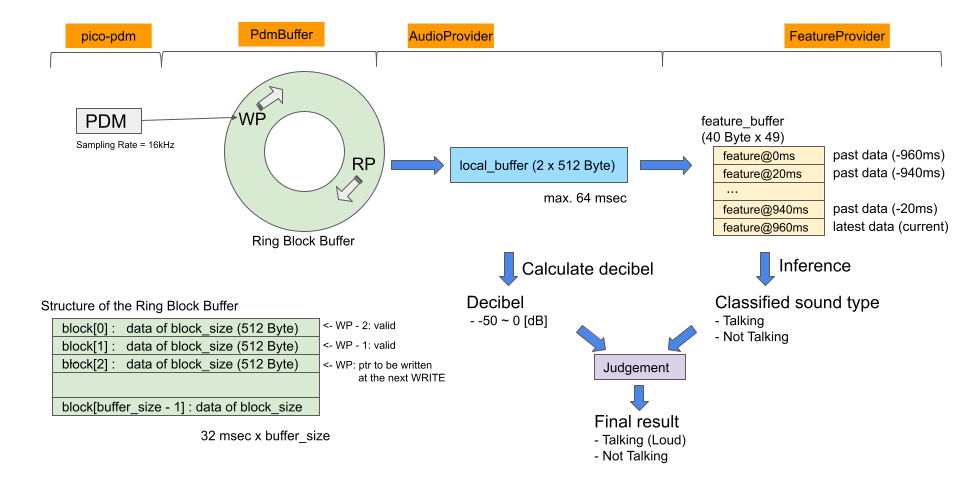 pico-pdm
PdmBuffer
AudioProvider
FeatureProvider
PDM
Sampling Rate = 16kHz
WP
RP
Ring Block Buffer
local_buffer (2 x 512 Byte)
max. 64 msec
feature_buffer
(40 Byte x 49)
feature@0ms past data (-960ms)
feature@20ms past data (-940ms)
...
feature@940ms past data (-20ms)
feature@960ms latest data (current)
Calculate decibel
Inference
Decibel
- -50 ~ 0 [dB]
Classified sound type
- Talking
- Not Talking
Judgement
Final result
- Talking (Loud)
- Not Talking
Structure of the Ring Block Buffer
block[0] : data of block_size (512 Byte) <- WP - 2: valid
block[1] : data of block_size (512 Byte) <- WP - 1: valid
block[2] : data of block_size (512 Byte) <- WP: ptr to be written
at the next WRITE
block[buffer_size - 1] : data of block_size
32 msec x buffer_size